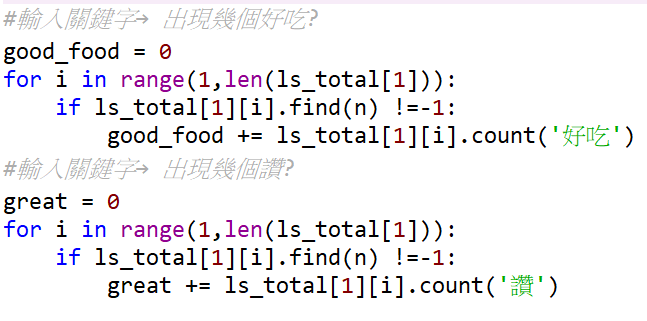 #輸入關鍵字→ 出現幾個好吃?
good_food = 0
for i in range(1,len(ls_total[1])):
    if ls_total[1][i].find(n) !=-1:
        good_food += ls_total[1][i].count('好吃')
#輸入關鍵字→ 出現幾個讚?
great = 0
for i in range(1,len(ls_total[1])):
    if ls_total[1][i].find(n) !=-1:
        great += ls_total[1][i].count('讚')